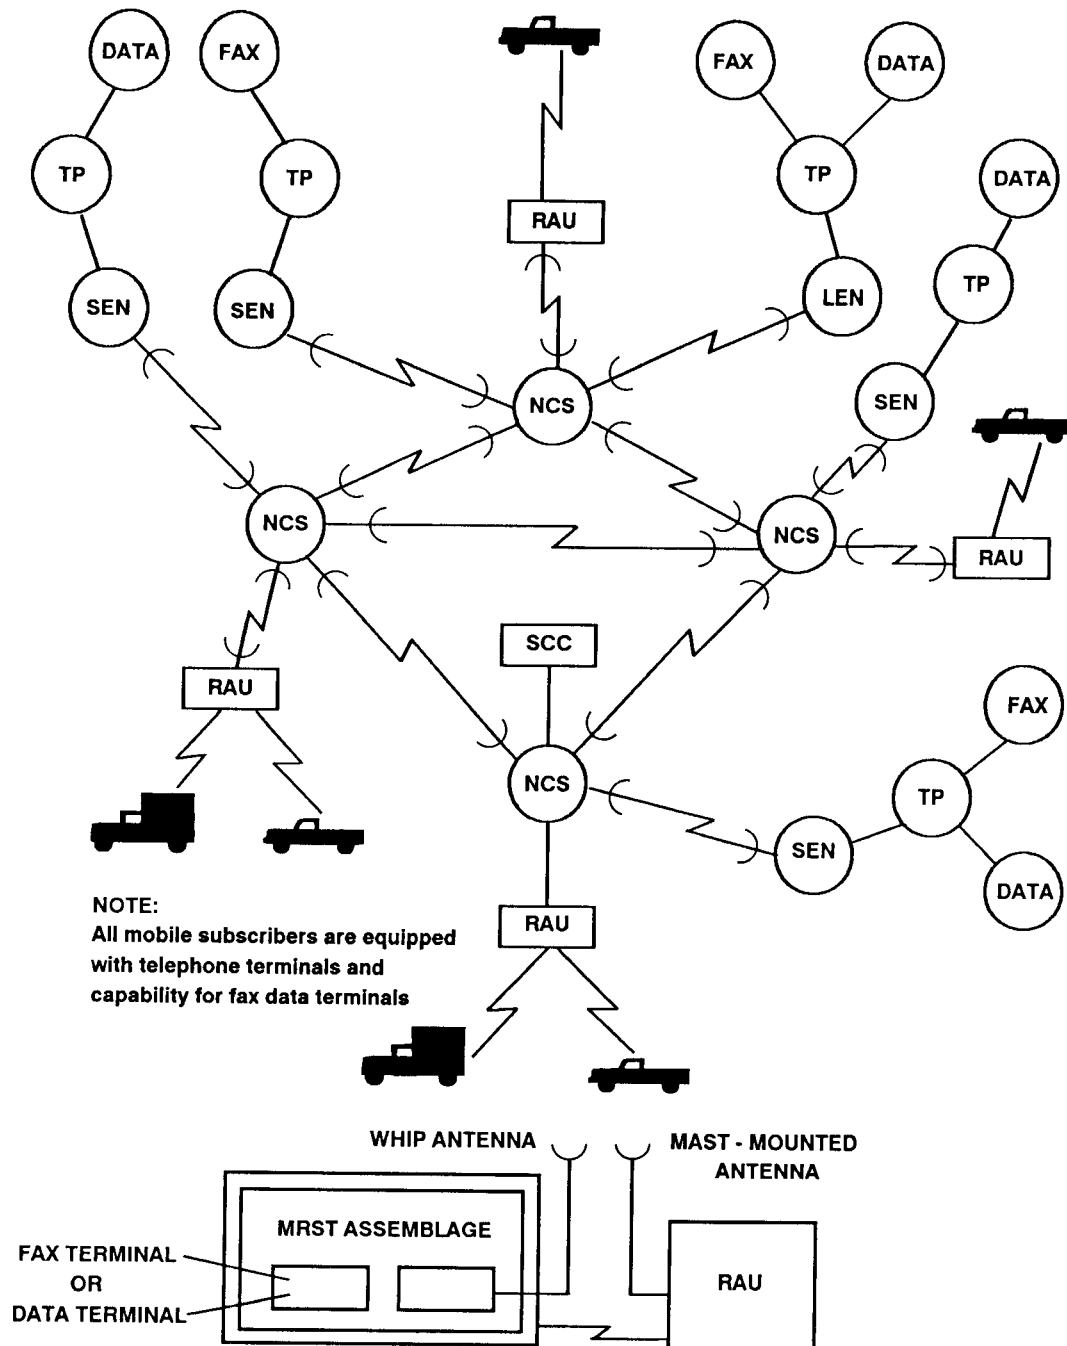 DATA
FAX
FAX
DATA
TP
TP
TP
DATA
RAU
TP
SEN
SEN
LEN
SEN
NCS
NCS
NCS
RAU
SCC
RAU
FAX
NCS
TP
SEN
DATA
NOTE:
All mobile subscribers are equipped
with telephone terminals and
capability for fax data terminals
RAU
WHIP ANTENNA
MAST - MOUNTED
ANTENNA
MRST ASSEMBLAGE
FAX TERMINAL
OR
DATA TERMINAL
RAU